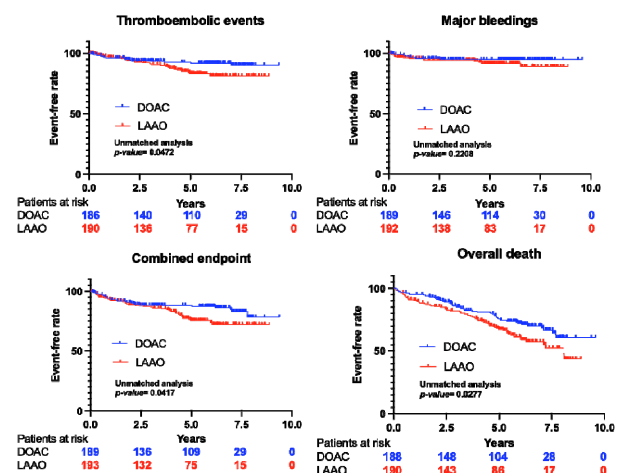 Thromboembolic events
100
50
0
Event-free rate
DOAC
LAAO
Unmatched analysis
p-value= 0.0472
0.0 2.5 5.0 7.5 10.0
Patients at risk Years
DOAC 186 140 110 29 0
LAAO 190 136 77 15 0
Major bleedings
100
50
0
Event-free rate
DOAC
LAAO
Unmatched analysis
p-value= 0.2208
0.0 2.5 5.0 7.5 10.0
Patients at risk Years
DOAC 189 146 114 30 0
LAAO 192 138 83 17 0
Combined endpoint
100
50
0
Event-free rate
DOAC
LAAO
Unmatched analysis
p-value= 0.0417
0.0 2.5 5.0 7.5 10.0
Patients at risk Years
DOAC 189 136 109 29 0
LAAO 193 132 75 15 0
Overall death
100
50
0
Event-free rate
DOAC
LAAO
Unmatched analysis
p-value= 0.0277
0.0 2.5 5.0 7.5 10.0
Patients at risk Years
DOAC 188 148 104 28 0
LAAO 190 143 86 17 0